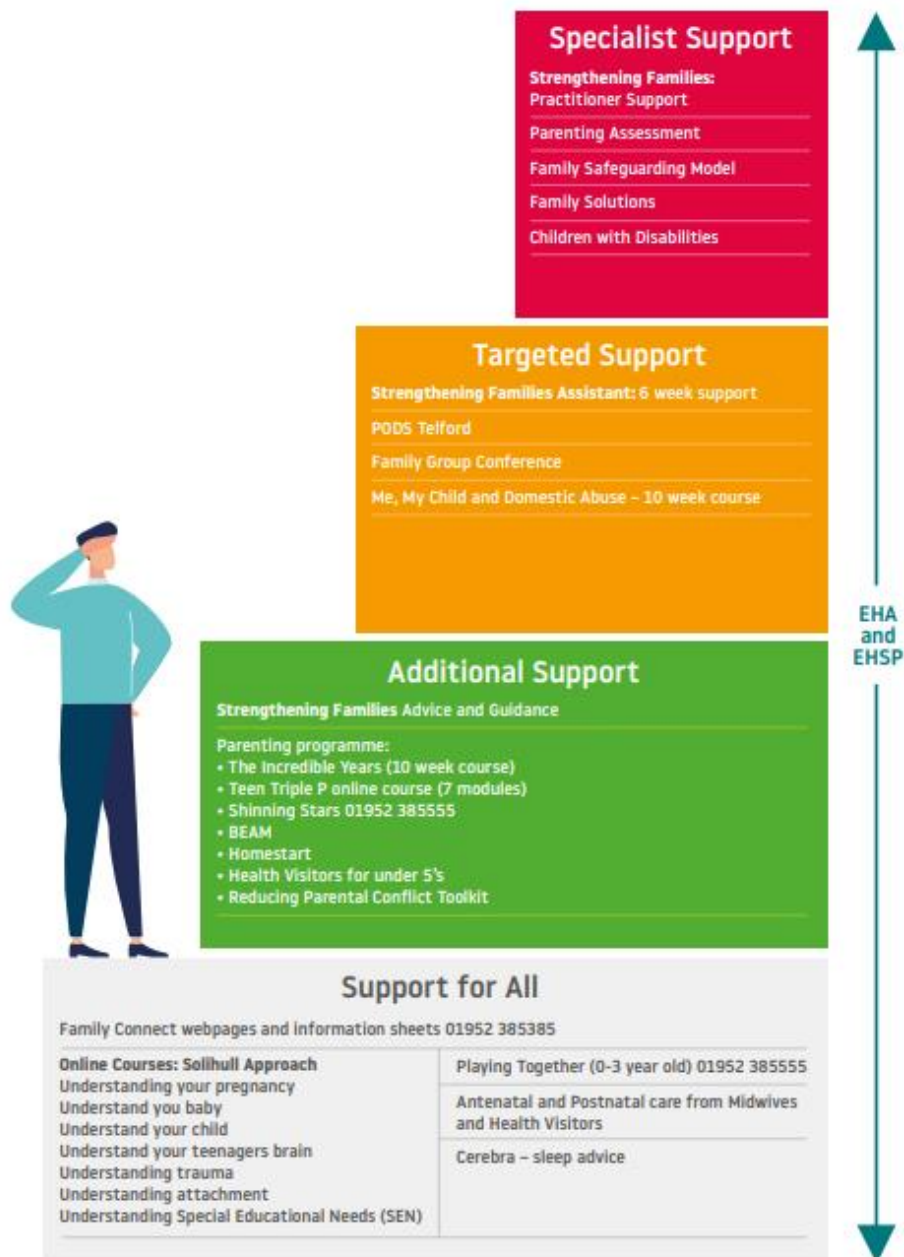 Specialist Support
Strengthening Families:
Practitioner Support
Parenting Assessment
Family Safeguarding Model
Family Solutions
Children with Disabilities
Targeted Support
Strengthening Families Assistant: 6 week support
PODS Telford
Family Group Conference
Me, My Child and Domestic Abuse – 10 week course
EHA
and
EHSP
Additional Support
Strengthening Families Advice and Guidance
Parenting programme:
• The Incredible Years (10 week course)
• Teen Triple P online course (7 modules)
• Shinning Stars 01952 385555
• BEAM
• Homestart
• Health Visitors for under 5's
• Reducing Parental Conflict Toolkit
Support for All
Family Connect webpages and information sheets 01952 385385
Online Courses: Solihull Approach
Understanding your pregnancy
Understand you baby
Understand your child
Understand your teenagers brain
Understanding trauma
Understanding attachment
Understanding Special Educational Needs (SEN)
Playing Together (0-3 year old) 01952 385555
Antenatal and Postnatal care from Midwives
and Health Visitors
Cerebra – sleep advice